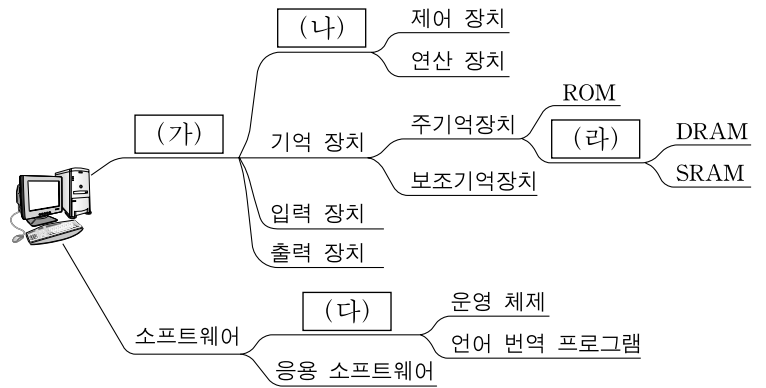 (나)
제어 장치
연산 장치
(가)
기억 장치
주기억장치
ROM
(라)
DRAM
SRAM
보조기억장치
입력 장치
출력 장치
소프트웨어
(다)
운영 체제
언어 번역 프로그램
응용 소프트웨어